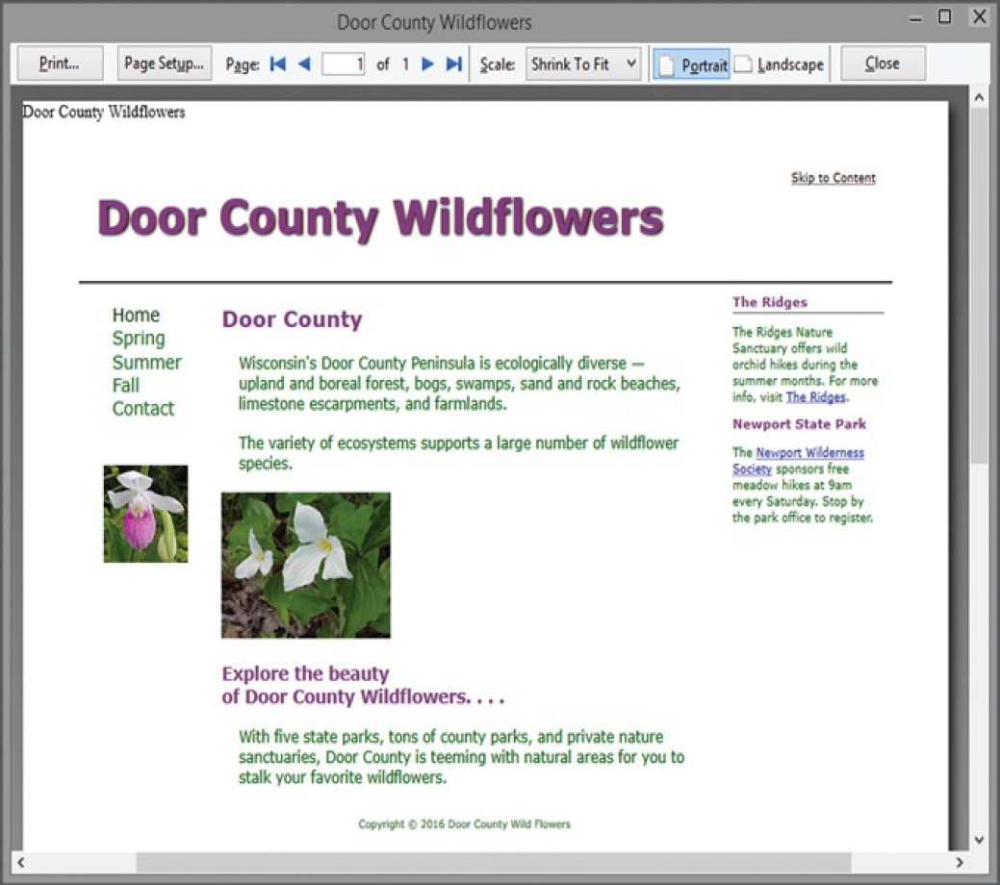 Door County Wildflowers
Print... Page Setup... Page: 1 of 1 Scale: Shrink To Fit Portrait Landscape Close
Door County Wildflowers
Skip to Content
Door County Wildflowers
Home
Spring
Summer
Fall
Contact
Door County
Wisconsin's Door County Peninsula is ecologically diverse —
upland and boreal forest, bogs, swamps, sand and rock beaches,
limestone escarpments, and farmlands.
The variety of ecosystems supports a large number of wildflower
species.
Explore the beauty
of Door County Wildflowers. . . .
With five state parks, tons of county parks, and private nature
sanctuaries, Door County is teeming with natural areas for you to
stalk your favorite wildflowers.
The Ridges
The Ridges Nature
Sanctuary offers wild
orchid hikes during the
summer months. For more
info, visit The Ridges.
Newport State Park
The Newport Wilderness
Society sponsors free
meadow hikes at 9am
every Saturday. Stop by
the park office to register.
Copyright © 2016 Door County Wild Flowers